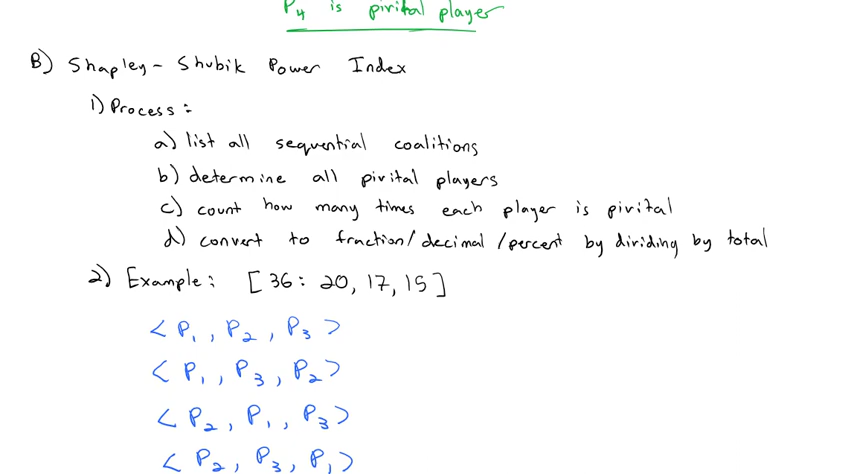 P4 is pivital player
B) Shapley-Shubik Power Index
1) Process:
a) list all sequential coalitions
b) determine all pivital players
c) count how many times each player is pivital
d) convert to fraction/decimal/percent by dividing by total
2) Example: [36: 20, 17, 15]
< P1, P2, P3 >
< P1, P3, P2 >
< P2, P1, P3 >
< P2, P3, P1 >